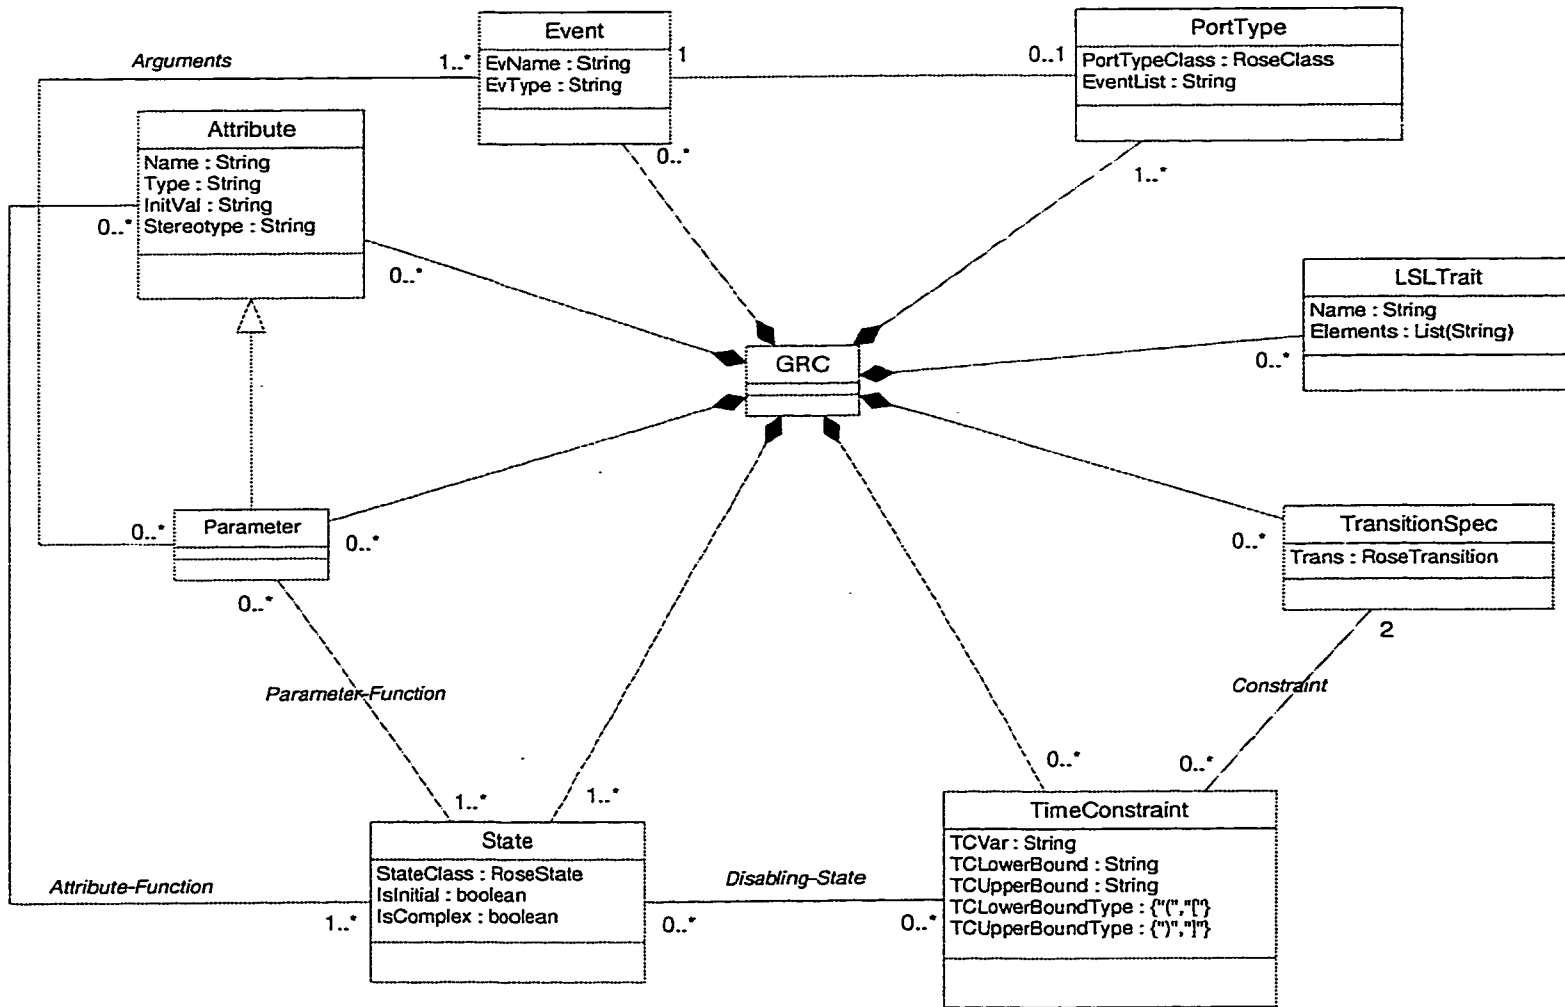 Event
EvName : String
EvType : String
PortType
PortTypeClass : RoseClass
EventList : String
Arguments
1..*
1
0..1
Attribute
Name : String
Type : String
InitVal : String
Stereotype : String
0..*
1..*
0..*
0..*
LSLTrait
Name : String
Elements : List(String)
GRC
0..*
Parameter
0..*
0..*
0..*
TransitionSpec
Trans : RoseTransition
0..*
2
Parameter-Function
Constraint
0..*
0..*
1..*
1..*
State
StateClass : RoseState
IsInitial : boolean
IsComplex : boolean
Attribute-Function
1..*
Disabling-State
0..*
0..*
TimeConstraint
TCVar : String
TCLowerBound : String
TCUpperBound : String
TCLowerBoundType : {"(","["}
TCUpperBoundType : {")","]"}